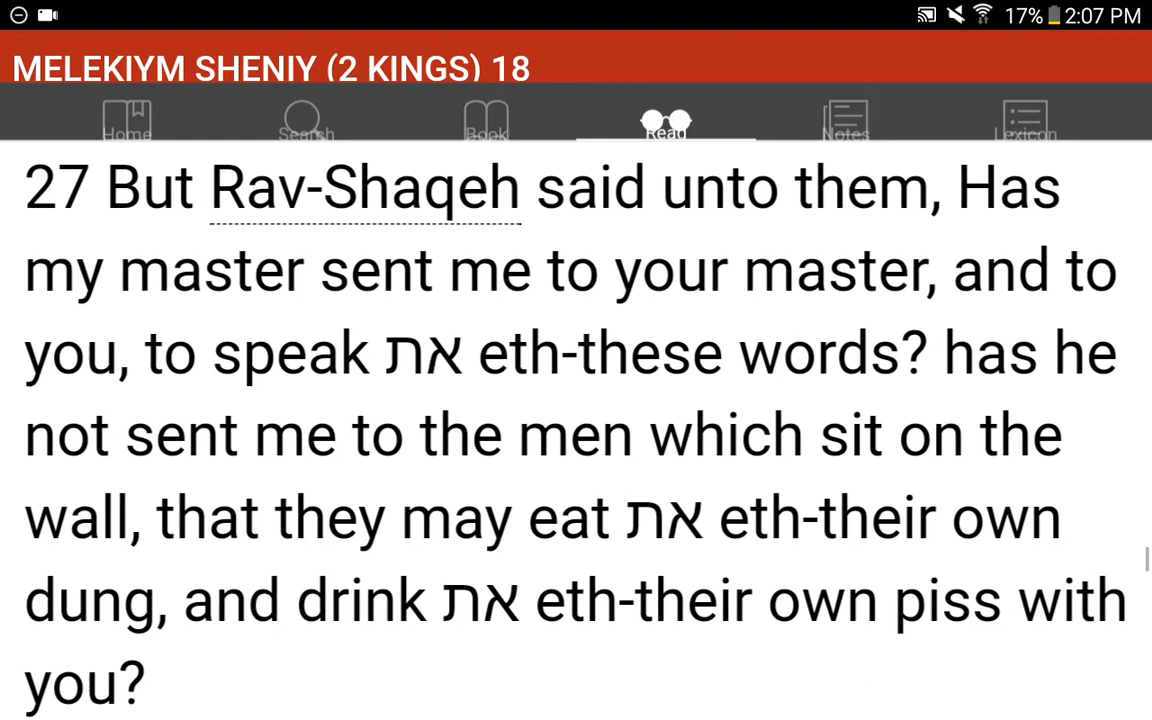 17% 2:07 PM
MELEKIYM SHENIY (2 KINGS) 18
Home Search Book Read Notes Lexicon
27 But Rav-Shaqeh said unto them, Has
my master sent me to your master, and to
you, to speak את eth-these words? has he
not sent me to the men which sit on the
wall, that they may eat את eth-their own
dung, and drink את eth-their own piss with
you?